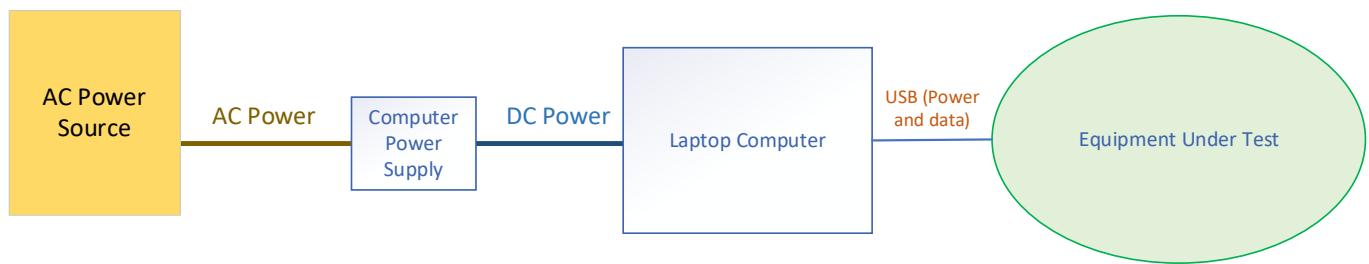 AC Power
Source
AC Power
Computer
Power
Supply
DC Power
Laptop Computer
USB (Power
and data)
Equipment Under Test